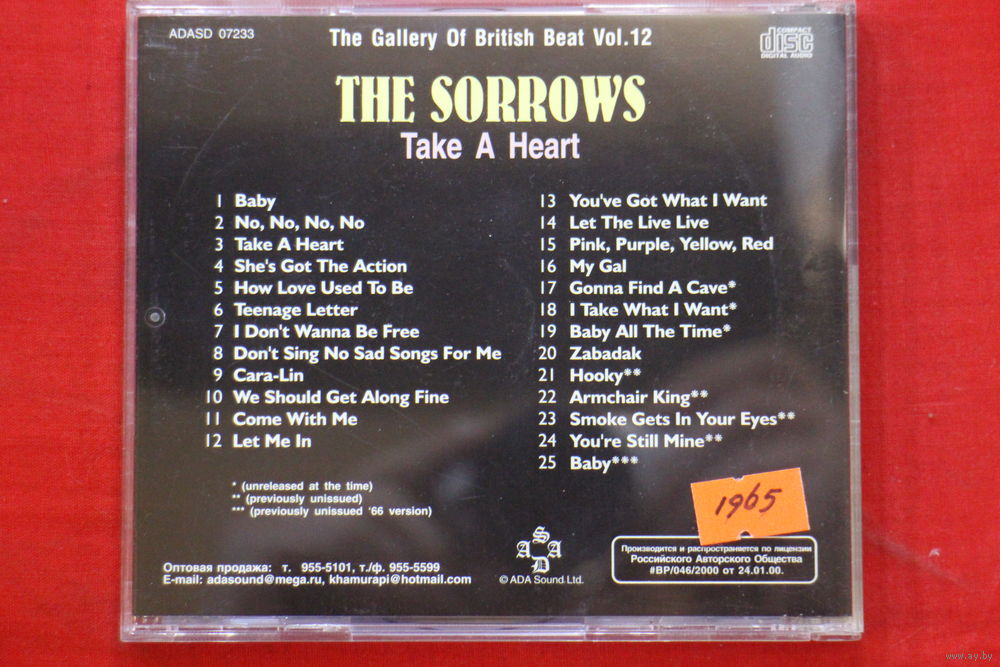 ADASD 07233
The Gallery Of British Beat Vol.12
COMPACT
disc
DIGITAL AUDIO
THE SORROWS
Take A Heart
1 Baby
2 No, No, No, No
3 Take A Heart
4 She's Got The Action
5 How Love Used To Be
6 Teenage Letter
7 I Don't Wanna Be Free
8 Don't Sing No Sad Songs For Me
9 Cara-Lin
10 We Should Get Along Fine
11 Come With Me
12 Let Me In
13 You've Got What I Want
14 Let The Live Live
15 Pink, Purple, Yellow, Red
16 My Gal
17 Gonna Find A Cave*
18 I Take What I Want*
19 Baby All The Time*
20 Zabadak
21 Hooky**
22 Armchair King**
23 Smoke Gets In Your Eyes**
24 You're Still Mine**
25 Baby***
* (unreleased at the time)
** (previously unissued)
*** (previously unissued '66 version)
1965
Оптовая продажа: т. 955-5101, т./ф. 955-5599
E-mail: adasound@mega.ru, khamurapi@hotmail.com
S
A A
D
© ADA Sound Ltd.
Производится и распространяется по лицензии
Российского Авторского Общества
#BP/046/2000 от 24.01.00.
www.ay.by